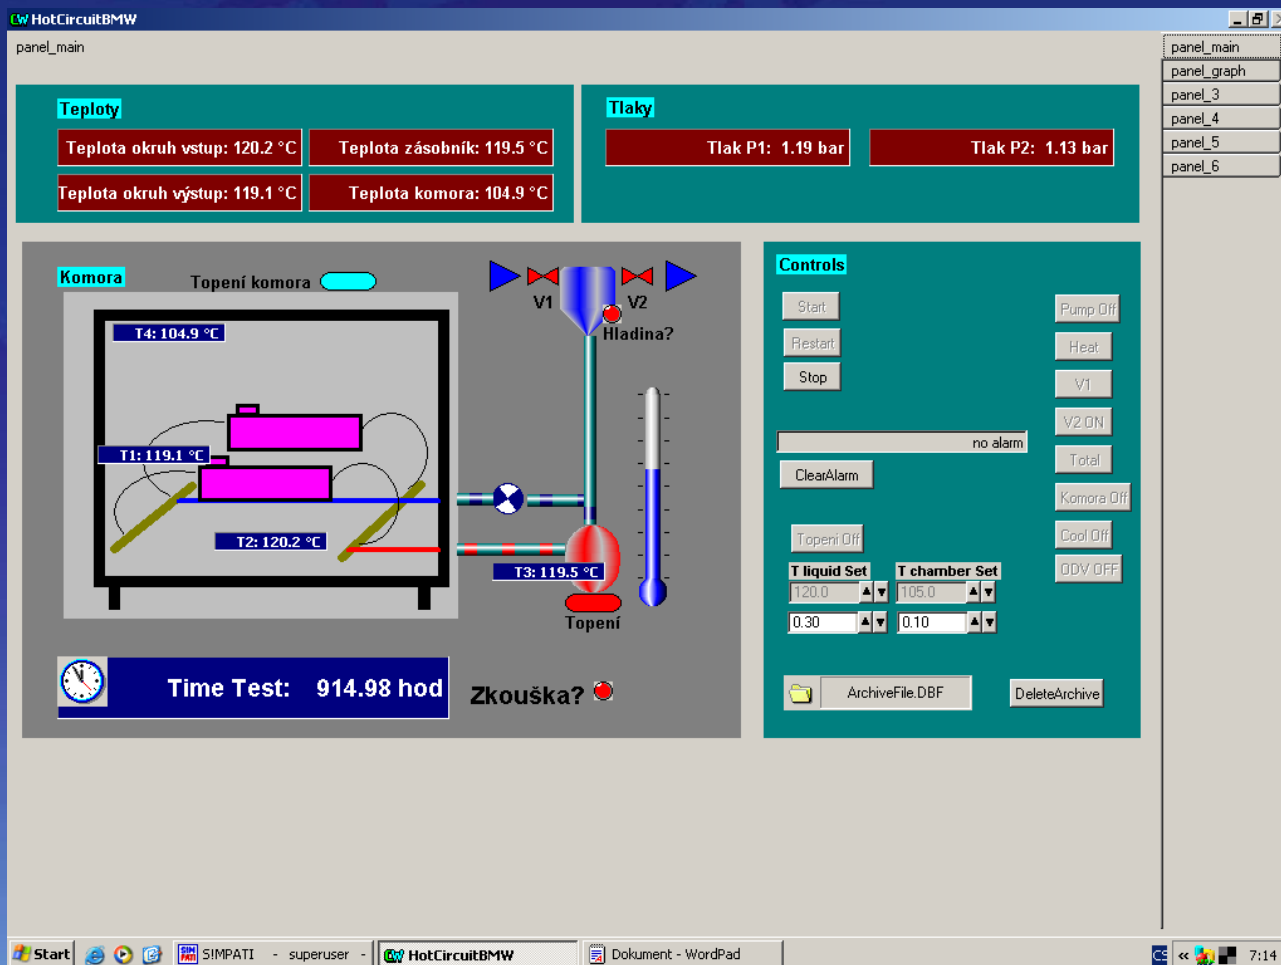 HotCircuitBMW
panel_main
panel_main
panel_graph
panel_3
panel_4
panel_5
panel_6
Teploty
Teplota okruh vstup: 120.2 °C
Teplota zásobník: 119.5 °C
Teplota okruh výstup: 119.1 °C
Teplota komora: 104.9 °C
Tlaky
Tlak P1: 1.19 bar
Tlak P2: 1.13 bar
Komora
Topení komora
V1
V2
Hladina?
T4: 104.9 °C
T1: 119.1 °C
T2: 120.2 °C
T3: 119.5 °C
Topení
Time Test: 914.98 hod
Zkouška?
Controls
Start
Restart
Stop
Pump Off
Heat
V1
V2 ON
Total
Komora Off
Cool Off
ODV OFF
no alarm
ClearAlarm
Topeni Off
T liquid Set
T chamber Set
120.0
105.0
0.30
0.10
ArchiveFile.DBF
DeleteArchive
Start
SIM
PATI
S!MPATI - superuser -
CW HotCircuitBMW
Dokument - WordPad
CS
«
7:14